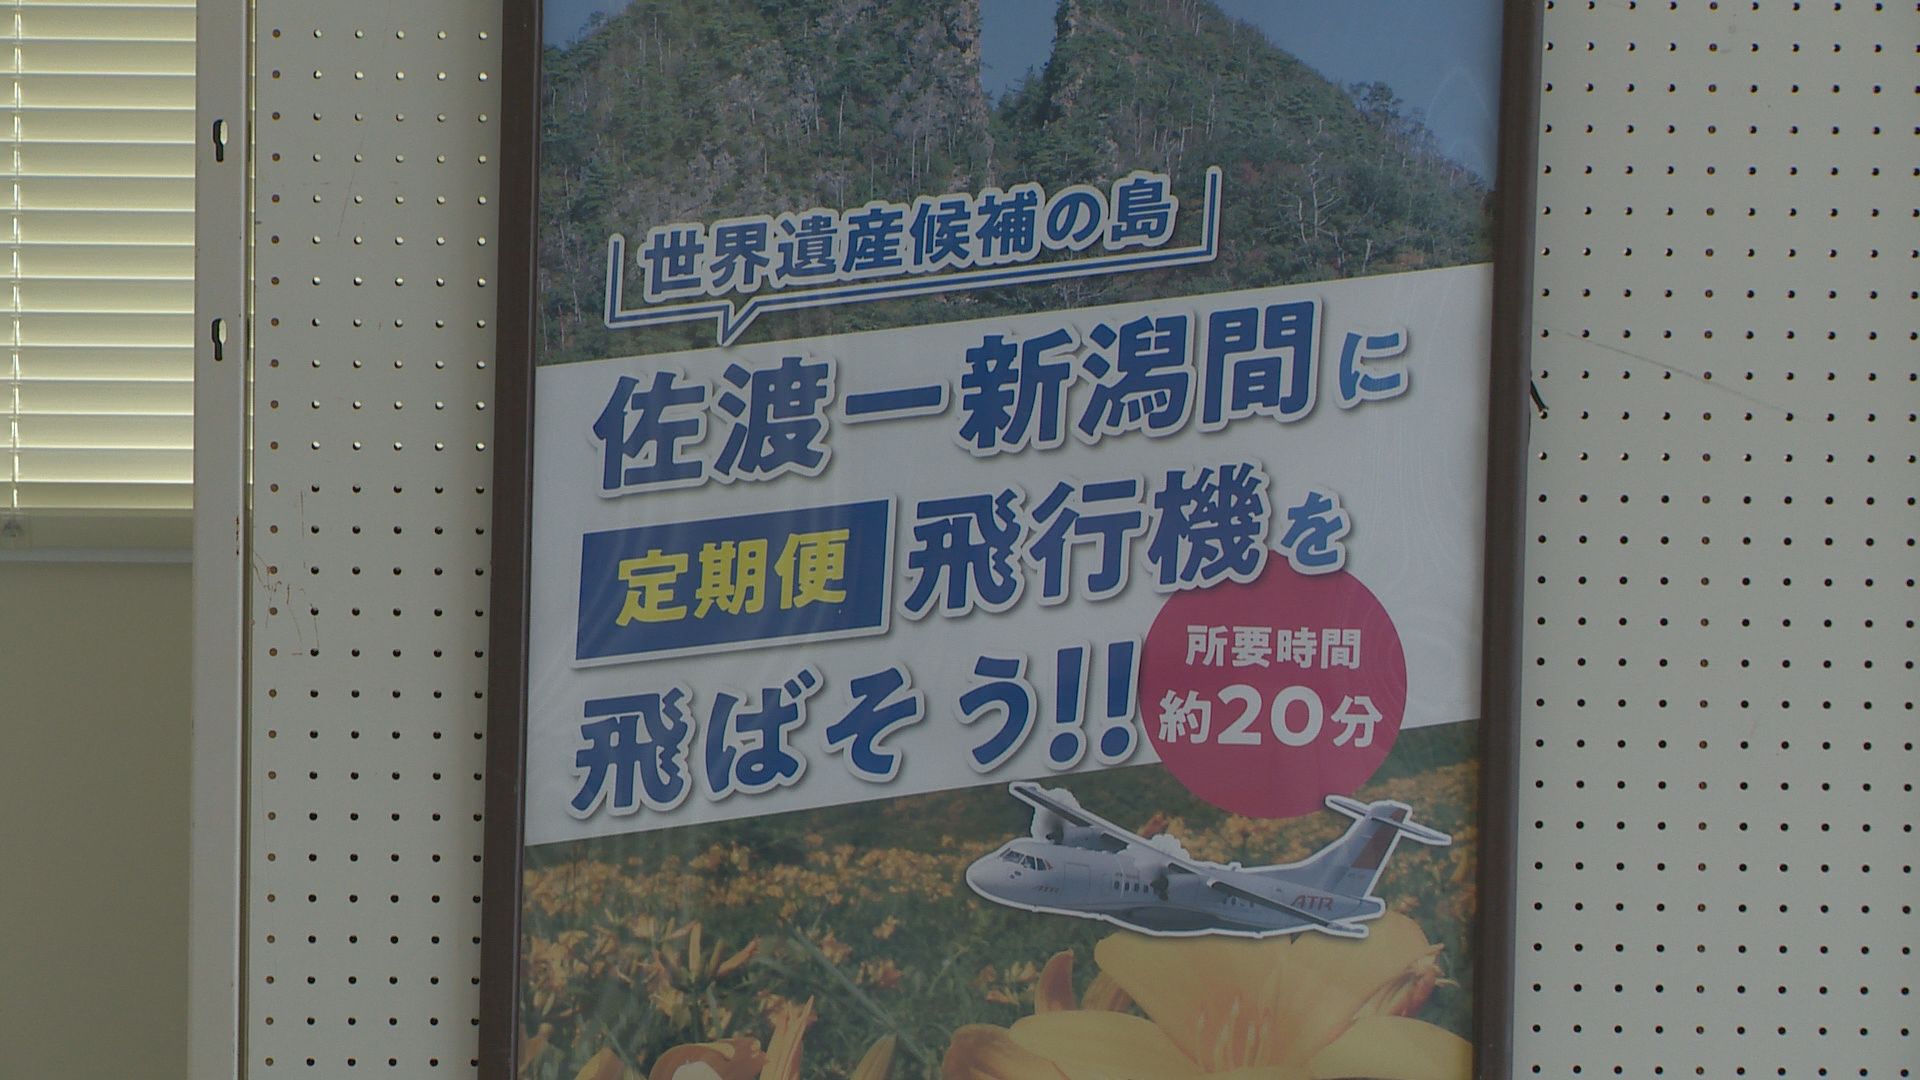 世界遺産候補の島
佐渡ー新潟間に
定期便 飛行機を
飛ばそう!!
所要時間
約20分
ATR